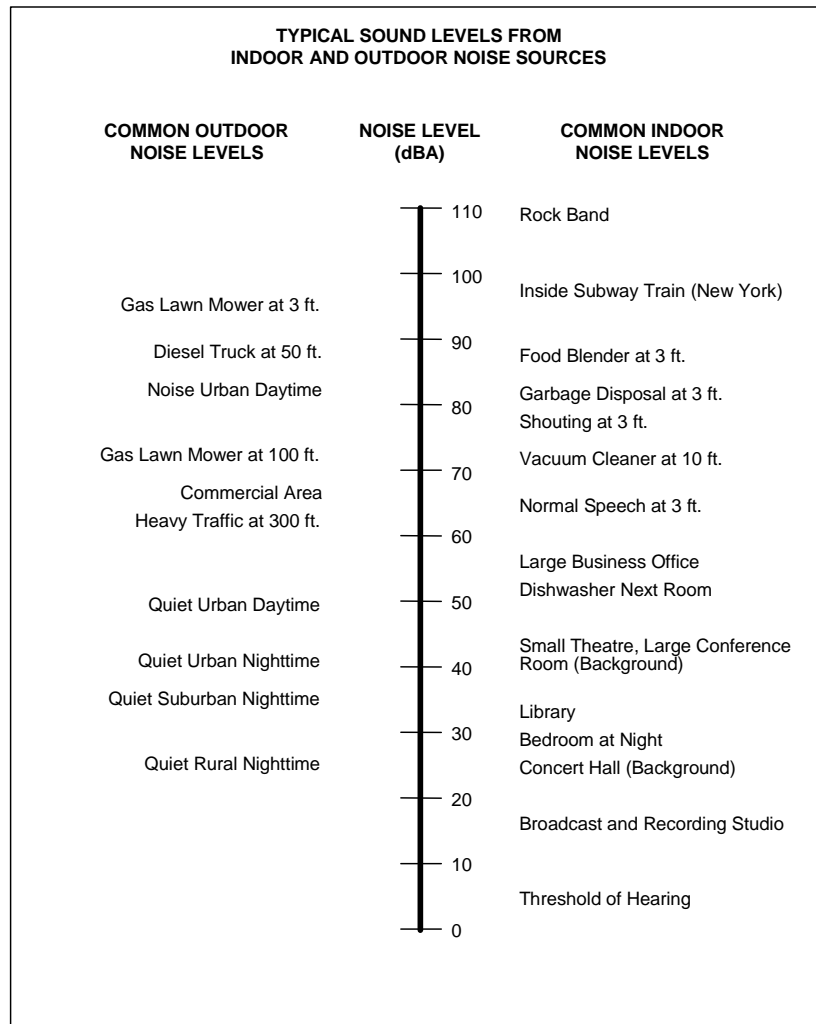 TYPICAL SOUND LEVELS FROM
INDOOR AND OUTDOOR NOISE SOURCES
COMMON OUTDOOR
NOISE LEVELS
NOISE LEVEL
(dBA)
COMMON INDOOR
NOISE LEVELS
110
Rock Band
100
Inside Subway Train (New York)
Gas Lawn Mower at 3 ft.
90
Diesel Truck at 50 ft.
Food Blender at 3 ft.
Noise Urban Daytime
Garbage Disposal at 3 ft.
80
Shouting at 3 ft.
Gas Lawn Mower at 100 ft.
Vacuum Cleaner at 10 ft.
70
Commercial Area
Normal Speech at 3 ft.
Heavy Traffic at 300 ft.
60
Large Business Office
Dishwasher Next Room
50
Quiet Urban Daytime
Small Theatre, Large Conference
Room (Background)
Quiet Urban Nighttime
40
Quiet Suburban Nighttime
Library
30
Bedroom at Night
Quiet Rural Nighttime
Concert Hall (Background)
20
Broadcast and Recording Studio
10
Threshold of Hearing
0